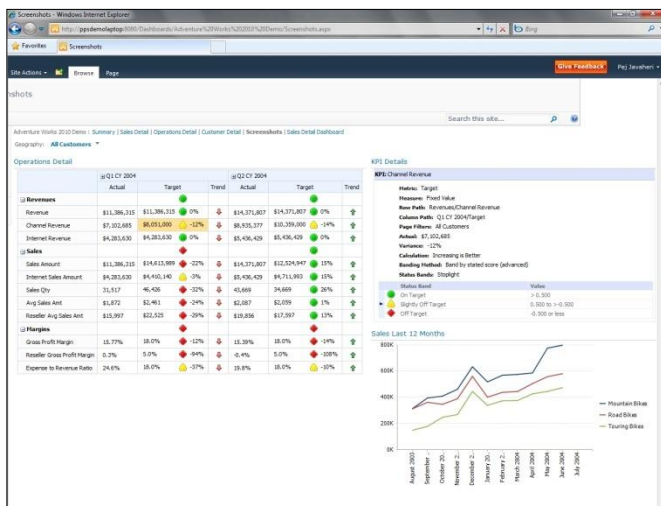 Screenshots - Windows Internet Explorer
http://ppsdemolaptop:8080/Dashboards/Adventure%20Works%202010%20Demo/Screenshots.aspx
Bing
Favorites Screenshots
Site Actions Browse Page Give Feedback Pej Javaheri
nshots
Search this site...
Adventure Works 2010 Demo : Summary | Sales Detail | Operations Detail | Customer Detail | Screenshots | Sales Detail Dashboard
Geography: All Customers
Operations Detail
Q1 CY 2004 Q2 CY 2004
Actual Target Trend Actual Target Trend
Revenues
Revenue $11,386,315 $11,386,315 0% $14,371,807 $14,371,807 0%
Channel Revenue $7,102,685 $8,051,000 -12% $8,935,377 $10,359,000 -14%
Internet Revenue $4,283,630 $4,283,630 0% $5,436,429 $5,436,429 0%
Sales
Sales Amount $11,386,315 $14,613,989 -22% $14,371,807 $12,524,947 15%
Internet Sales Amount $4,283,630 $4,410,140 -3% $5,436,429 $4,711,993 15%
Sales Qty 31,517 46,426 -32% 43,669 34,659 26%
Avg Sales Amt $1,872 $2,461 -24% $2,087 $2,059 1%
Reseller Avg Sales Amt $15,997 $22,525 -29% $19,856 $17,597 13%
Margins
Gross Profit Margin 15.77% 18.0% -12% 15.39% 18.0% -14%
Reseller Gross Profit Margin 0.3% 5.0% -94% -0.4% 5.0% -108%
Expense to Revenue Ratio 24.6% 18.0% -37% 19.8% 18.0% -10%
KPI Details
KPI: Channel Revenue
Metric: Target
Measure: Fixed Value
Row Path: Revenues/Channel Revenue
Column Path: Q1 CY 2004/Target
Page Filters: All Customers
Actual: $7,102,685
Variance: -12%
Calculation: Increasing is Better
Banding Method: Band by stated score (advanced)
Status Bands: Stoplight
Status Band Value
On Target > 0.500
Slightly Off Target 0.500 to >-0.500
Off Target -0.500 or less
Sales Last 12 Months
800K
600K
400K
200K
0K
Mountain Bikes
Road Bikes
Touring Bikes
August 2003
September ...
October 20...
November 2...
December 2...
January 20...
February 2...
March 2004
April 2004
May 2004
June 2004
July 2004